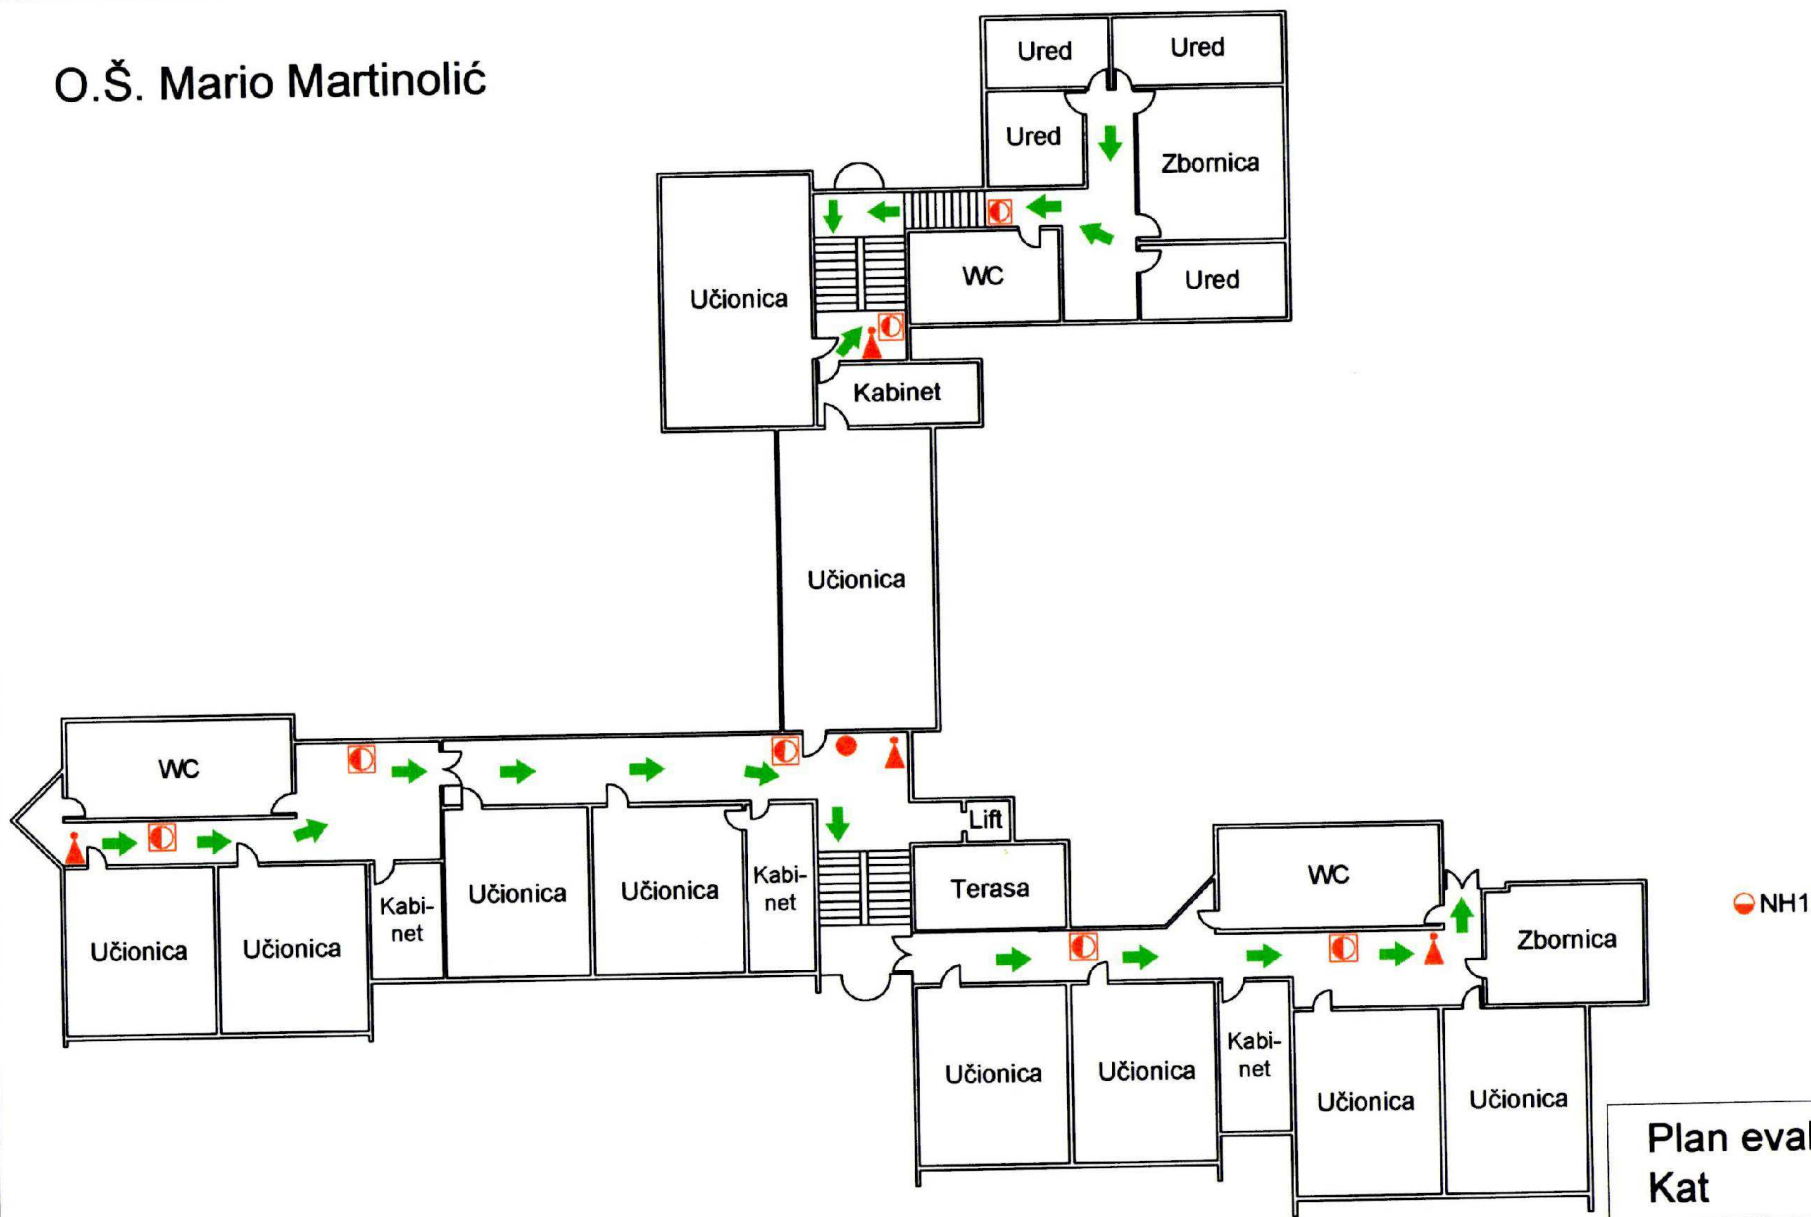 O.Š. Mario Martinolić
Ured
Ured
Ured
Zbornica
Učionica
WC
Ured
Kabinet
Učionica
WC
Lift
Učionica
Učionica
Kabi-
net
Učionica
Učionica
Kabi-
net
Terasa
WC
Zbornica
NH1
Učionica
Učionica
Kabi-
net
Učionica
Učionica
Plan eval
Kat